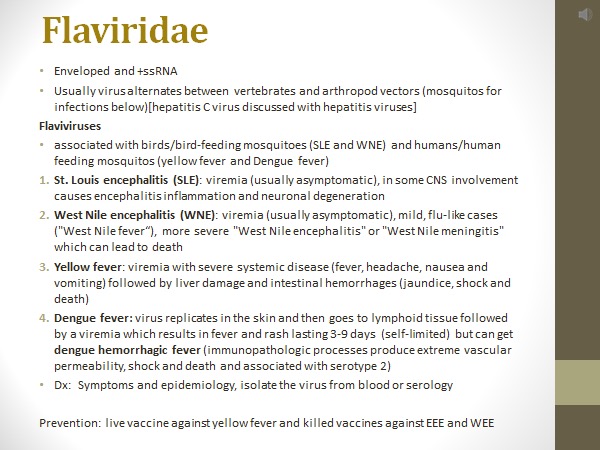 Flaviridae
• Enveloped and +ssRNA
• Usually virus alternates between vertebrates and arthropod vectors (mosquitos for
infections below)[hepatitis C virus discussed with hepatitis viruses]
Flaviviruses
• associated with birds/bird-feeding mosquitoes (SLE and WNE) and humans/human
feeding mosquitos (yellow fever and Dengue fever)
1. St. Louis encephalitis (SLE): viremia (usually asymptomatic), in some CNS involvement
causes encephalitis inflammation and neuronal degeneration
2. West Nile encephalitis (WNE): viremia (usually asymptomatic), mild, flu-like cases
("West Nile fever“), more severe "West Nile encephalitis" or "West Nile meningitis"
which can lead to death
3. Yellow fever: viremia with severe systemic disease (fever, headache, nausea and
vomiting) followed by liver damage and intestinal hemorrhages (jaundice, shock and
death)
4. Dengue fever: virus replicates in the skin and then goes to lymphoid tissue followed
by a viremia which results in fever and rash lasting 3-9 days (self-limited) but can get
dengue hemorrhagic fever (immunopathologic processes produce extreme vascular
permeability, shock and death and associated with serotype 2)
• Dx: Symptoms and epidemiology, isolate the virus from blood or serology
Prevention: live vaccine against yellow fever and killed vaccines against EEE and WEE